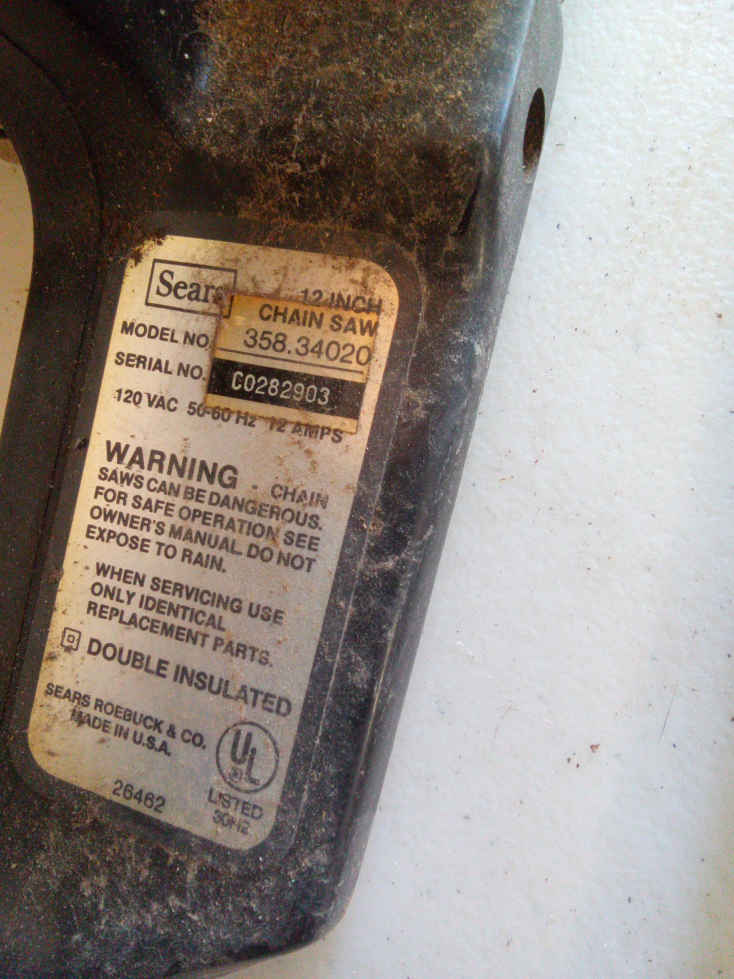 Sears
12 INCH
CHAIN SAW
MODEL NO. 358.34020
SERIAL NO. C0282903
120 VAC 50-60 Hz 12 AMPS
WARNING - CHAIN
SAWS CAN BE DANGEROUS.
FOR SAFE OPERATION SEE
OWNER'S MANUAL. DO NOT
EXPOSE TO RAIN.
WHEN SERVICING USE
ONLY IDENTICAL
REPLACEMENT PARTS.
DOUBLE INSULATED
SEARS ROEBUCK & CO.
MADE IN U.S.A.
UL
LISTED
30H2
26462